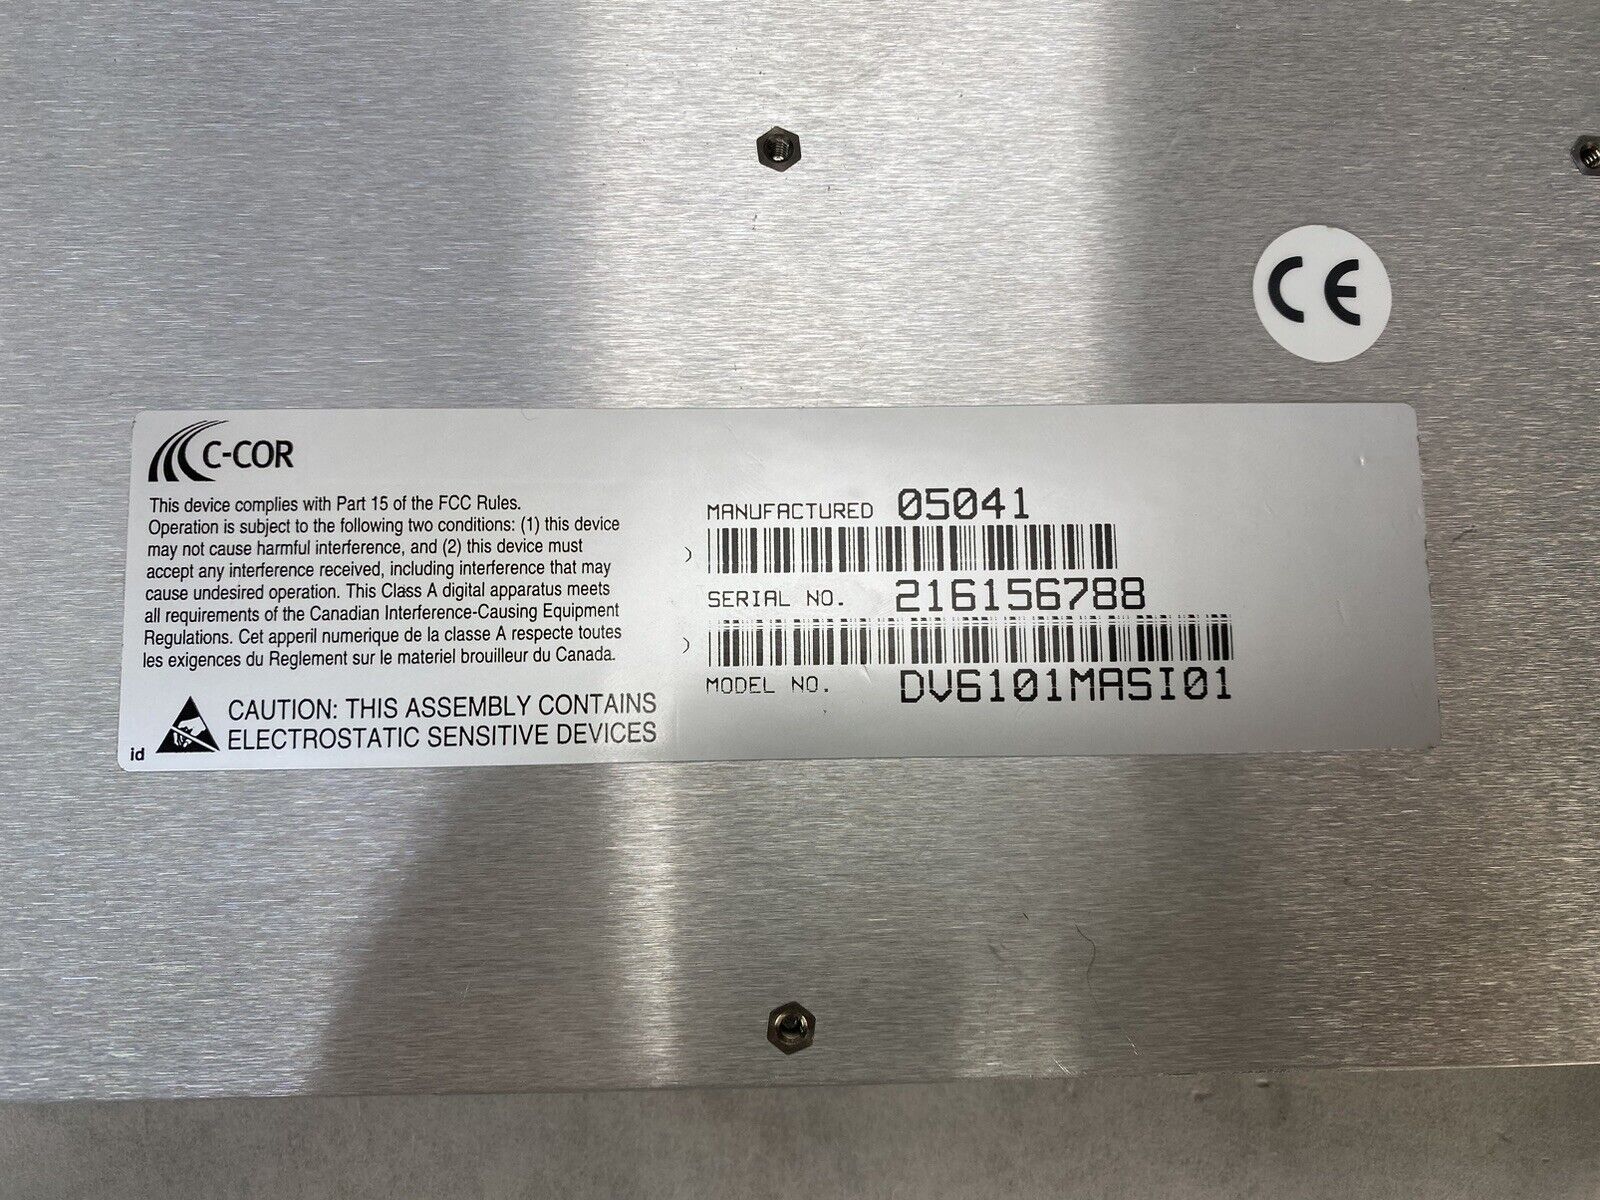 CE
C-COR
This device complies with Part 15 of the FCC Rules.
Operation is subject to the following two conditions: (1) this device
may not cause harmful interference, and (2) this device must
accept any interference received, including interference that may
cause undesired operation. This Class A digital apparatus meets
all requirements of the Canadian Interference-Causing Equipment
Regulations. Cet apperil numerique de la classe A respecte toutes
les exigences du Reglement sur le materiel brouilleur du Canada.
id
CAUTION: THIS ASSEMBLY CONTAINS
ELECTROSTATIC SENSITIVE DEVICES
MANUFACTURED 05041
SERIAL NO. 216156788
MODEL NO. DV6101MASI01